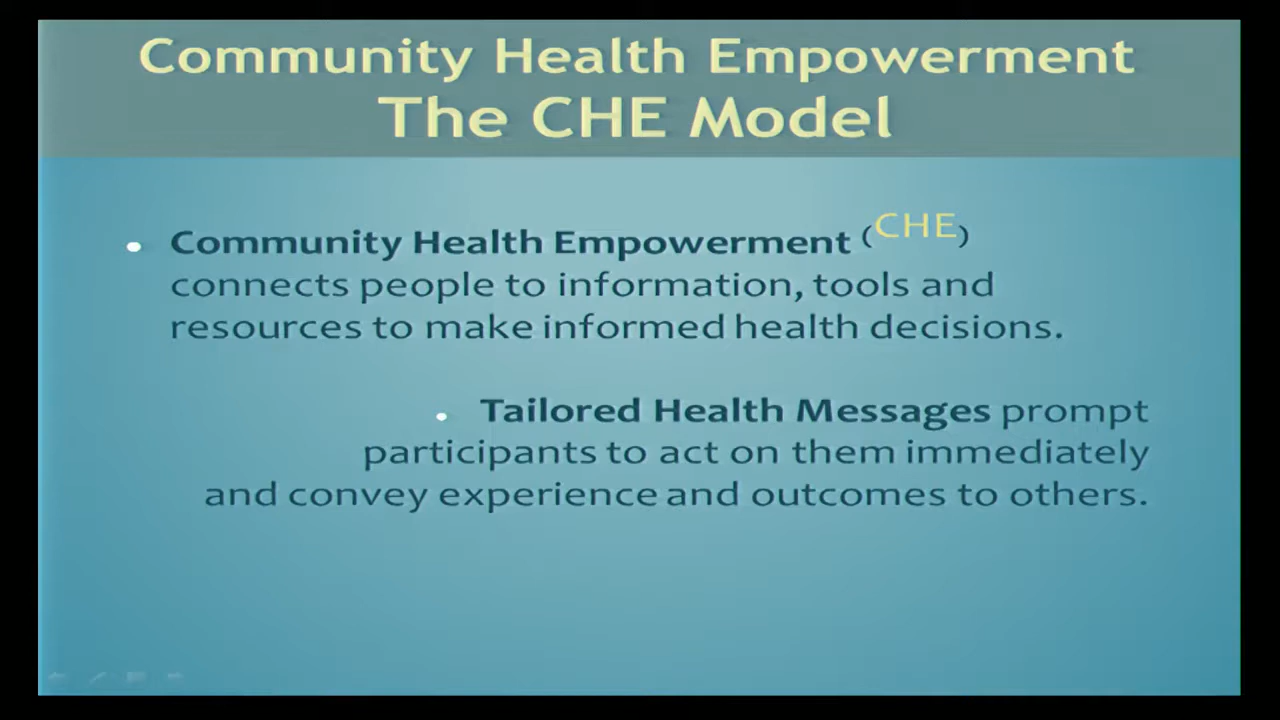 Community Health Empowerment
The CHE Model
• Community Health Empowerment (CHE)
connects people to information, tools and
resources to make informed health decisions.
• Tailored Health Messages prompt
participants to act on them immediately
and convey experience and outcomes to others.